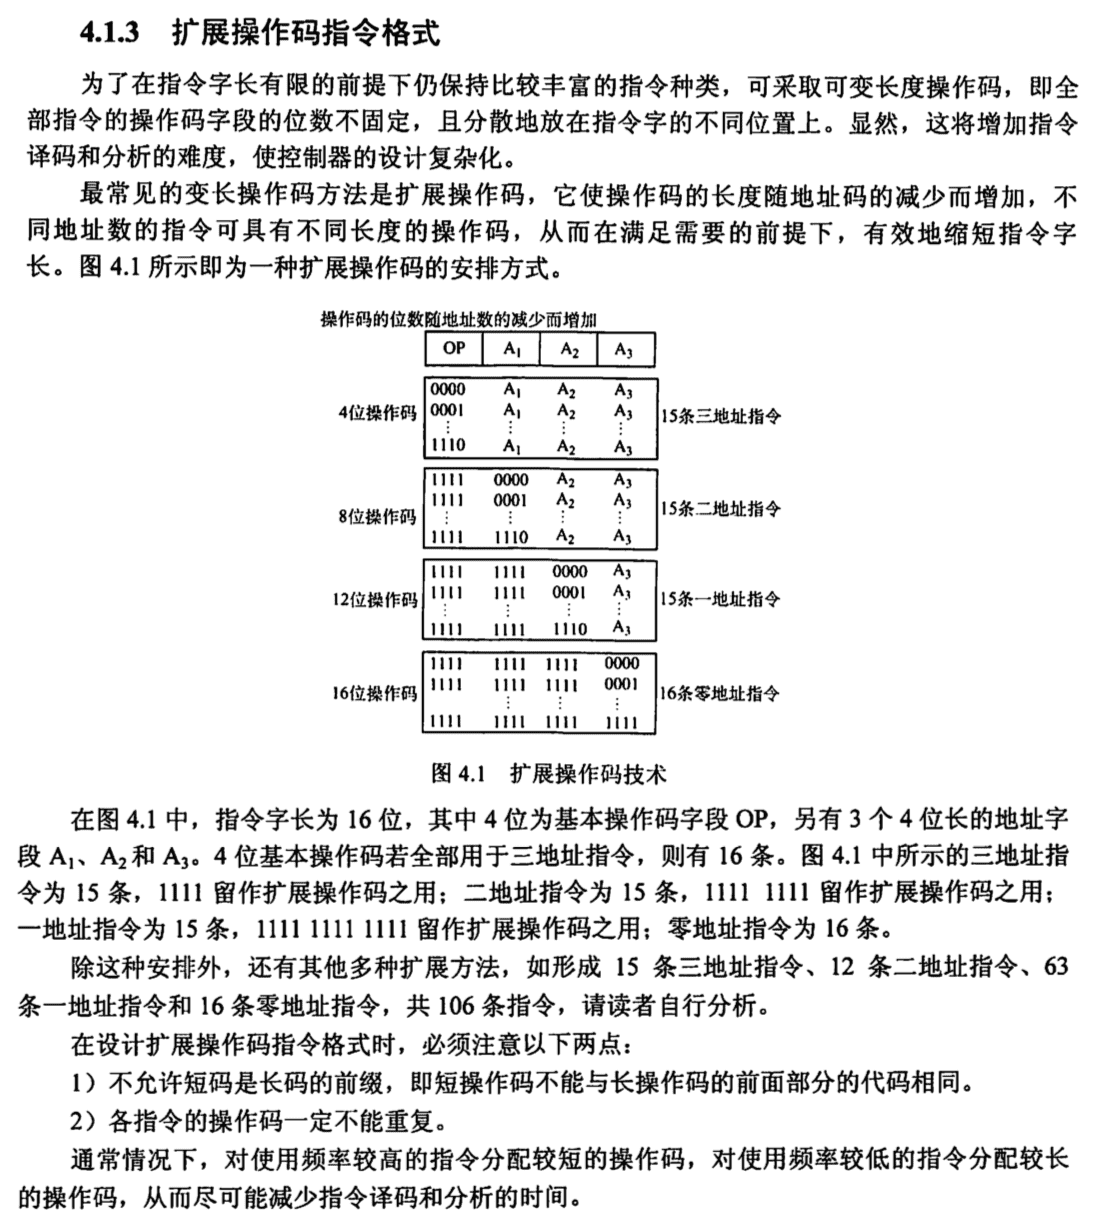 4.1.3 扩展操作码指令格式
为了在指令字长有限的前提下仍保持比较丰富的指令种类，可采取可变长度操作码，即全
部指令的操作码字段的位数不固定，且分散地放在指令字的不同位置上。显然，这将增加指令
译码和分析的难度，使控制器的设计复杂化。
最常见的变长操作码方法是扩展操作码，它使操作码的长度随地址码的减少而增加，不
同地址数的指令可具有不同长度的操作码，从而在满足需要的前提下，有效地缩短指令字
长。图 4.1 所示即为一种扩展操作码的安排方式。
操作码的位数随地址数的减少而增加
OP A₁ A₂ A₃
0000 A₁ A₂ A₃
4位操作码 0001 A₁ A₂ A₃ 15条三地址指令
⋮ ⋮ ⋮ ⋮
1110 A₁ A₂ A₃
1111 0000 A₂ A₃
1111 0001 A₂ A₃
8位操作码 ⋮ ⋮ ⋮ ⋮ 15条二地址指令
1111 1110 A₂ A₃
1111 1111 0000 A₃
12位操作码 1111 1111 0001 A₃ 15条一地址指令
⋮ ⋮ ⋮ ⋮
1111 1111 1110 A₃
1111 1111 1111 0000
16位操作码 1111 1111 1111 0001 16条零地址指令
⋮ ⋮ ⋮
1111 1111 1111 1111
图 4.1 扩展操作码技术
在图 4.1 中，指令字长为 16 位，其中 4 位为基本操作码字段 OP，另有 3 个 4 位长的地址字
段 A₁、A₂和 A₃。4 位基本操作码若全部用于三地址指令，则有 16 条。图 4.1 中所示的三地址指
令为 15 条，1111 留作扩展操作码之用；二地址指令为 15 条，1111 1111 留作扩展操作码之用；
一地址指令为 15 条，1111 1111 1111 留作扩展操作码之用；零地址指令为 16 条。
除这种安排外，还有其他多种扩展方法，如形成 15 条三地址指令、12 条二地址指令、63
条一地址指令和 16 条零地址指令，共 106 条指令，请读者自行分析。
在设计扩展操作码指令格式时，必须注意以下两点：
1）不允许短码是长码的前缀，即短操作码不能与长操作码的前面部分的代码相同。
2）各指令的操作码一定不能重复。
通常情况下，对使用频率较高的指令分配较短的操作码，对使用频率较低的指令分配较长
的操作码，从而尽可能减少指令译码和分析的时间。